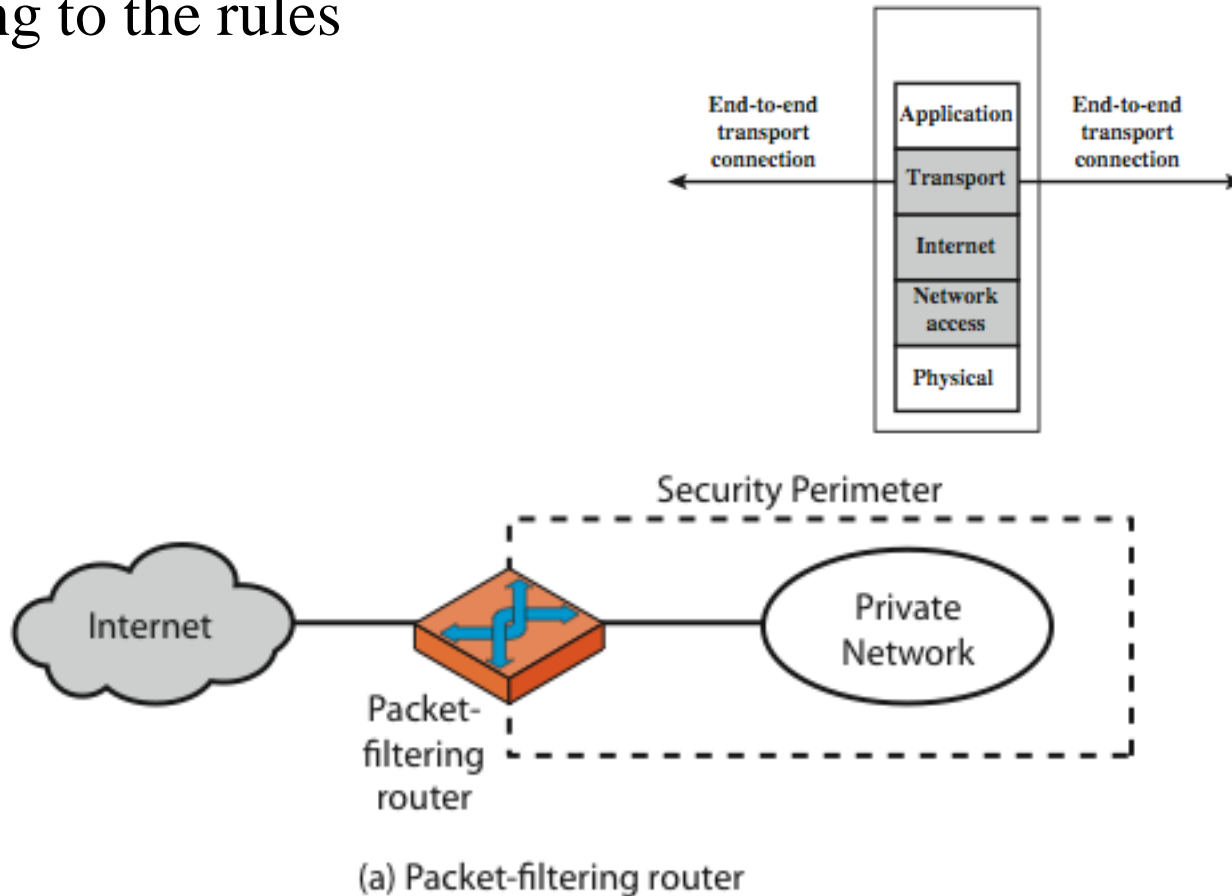 to the rules
End-to-end
transport
connection
Application
Transport
Internet
Network
access
Physical
End-to-end
transport
connection
Security Perimeter
Internet
Packet-
filtering
router
Private
Network
(a) Packet-filtering router